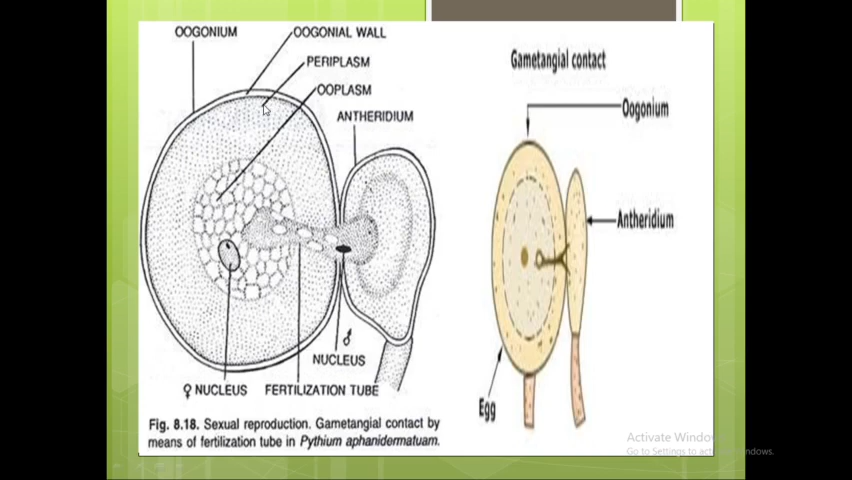 OOGONIUM
OOGONIAL WALL
PERIPLASM
OOPLASM
ANTHERIDIUM
♂
NUCLEUS
♀ NUCLEUS
FERTILIZATION TUBE
Fig. 8.18. Sexual reproduction. Gametangial contact by
means of fertilization tube in Pythium aphanidermatuam.
Gametangial contact
Oogonium
Antheridium
Egg
Activate Windows
Go to Settings to activate Windows.